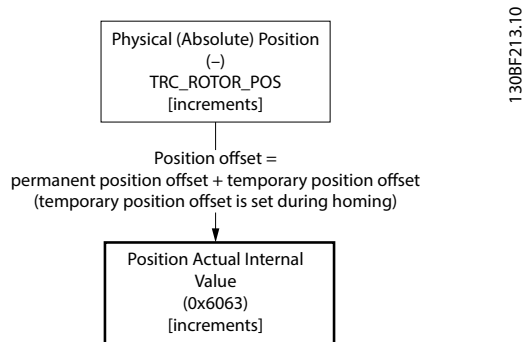 Physical (Absolute) Position
(–)
TRC_ROTOR_POS
[increments]
Position offset =
permanent position offset + temporary position offset
(temporary position offset is set during homing)
Position Actual Internal
Value
(0x6063)
[increments]
130BF213.10